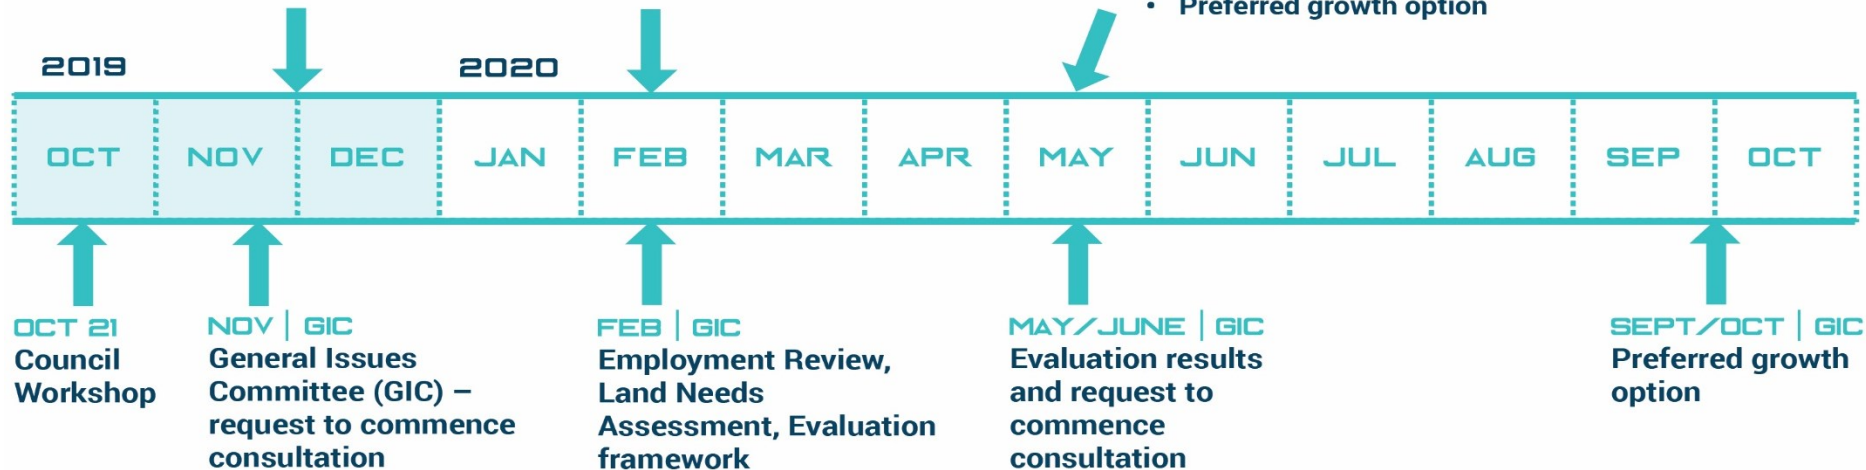 • Preferred growth option
2019
2020
OCT NOV DEC JAN FEB MAR APR MAY JUN JUL AUG SEP OCT
OCT 21
Council
Workshop
NOV | GIC
General Issues
Committee (GIC) –
request to commence
consultation
FEB | GIC
Employment Review,
Land Needs
Assessment, Evaluation
framework
MAY/JUNE | GIC
Evaluation results
and request to
commence
consultation
SEPT/OCT | GIC
Preferred growth
option